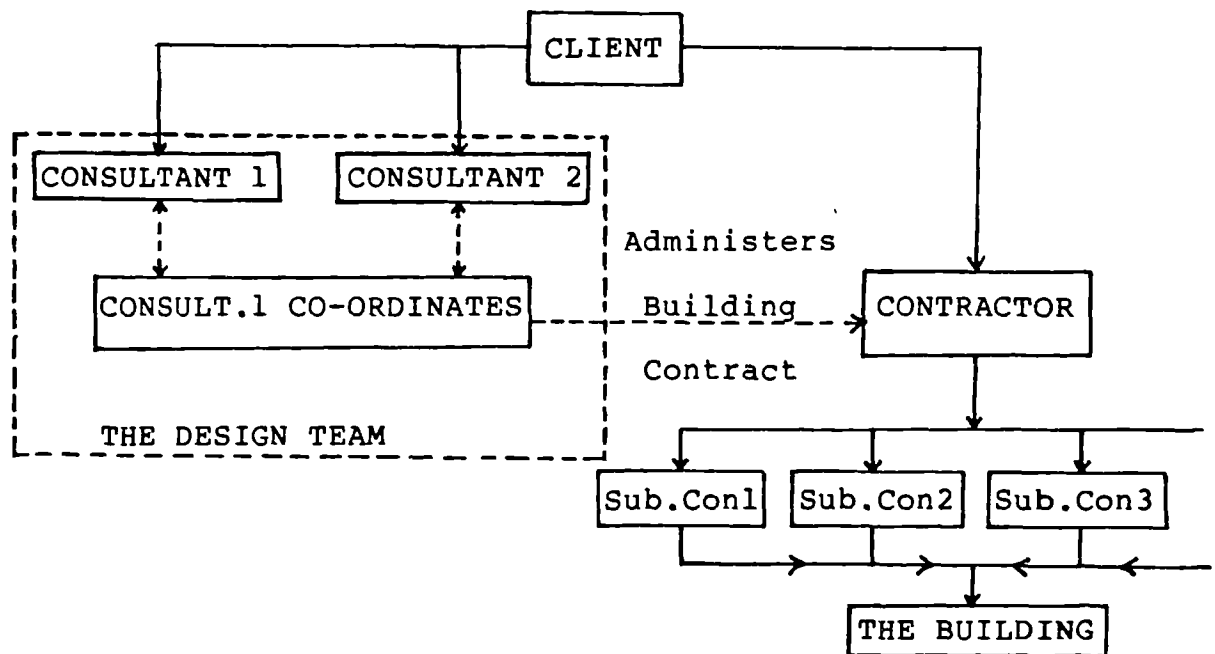 CLIENT
CONSULTANT 1
CONSULTANT 2
CONSULT.1 CO-ORDINATES
THE DESIGN TEAM
Administers
Building
Contract
CONTRACTOR
Sub.Con1
Sub.Con2
Sub.Con3
THE BUILDING